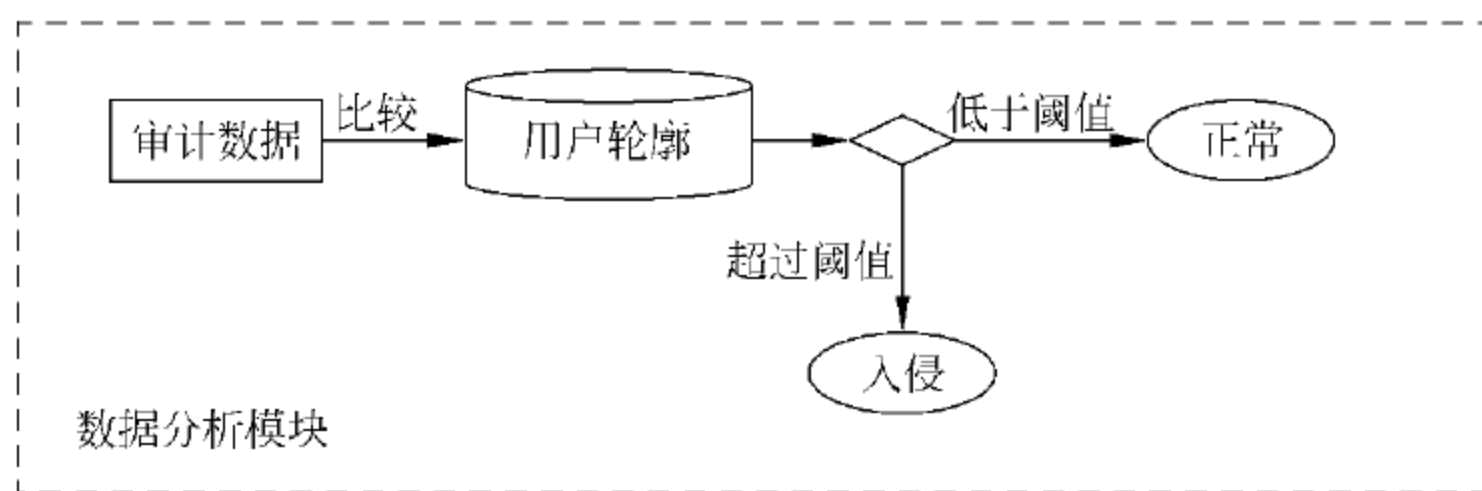 审计数据
比较
用户轮廓
低于阈值
正常
超过阈值
入侵
数据分析模块